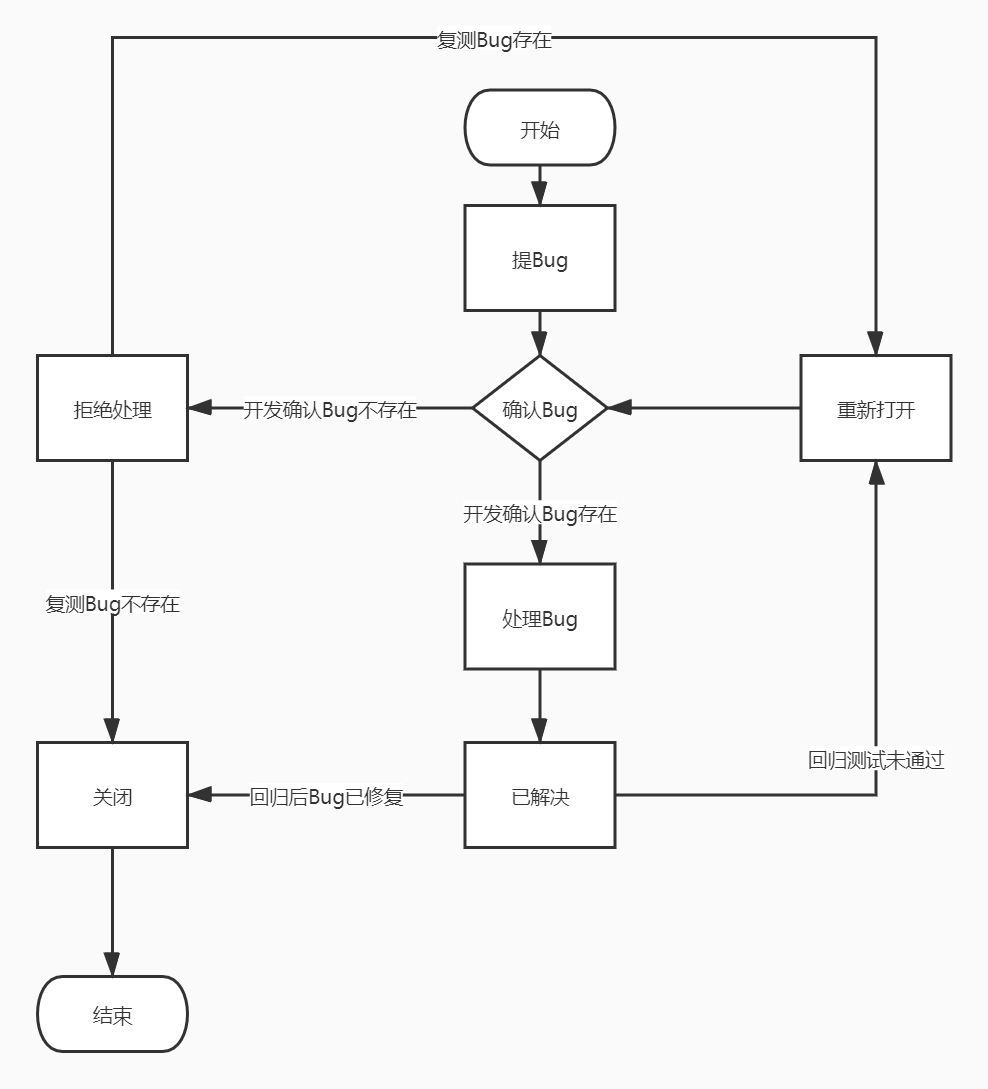 复测Bug存在
开始
提Bug
拒绝处理
开发确认Bug不存在
确认Bug
重新打开
开发确认Bug存在
复测Bug不存在
处理Bug
回归测试未通过
关闭
回归后Bug已修复
已解决
结束